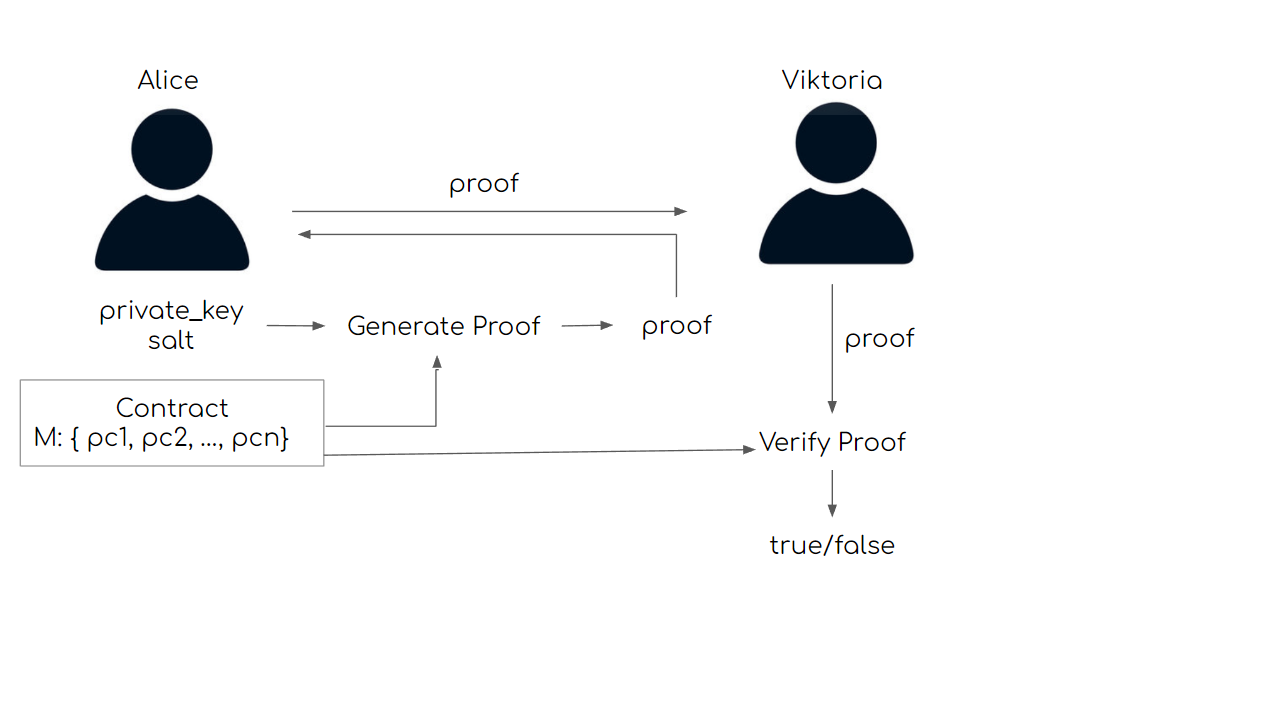 Alice
Viktoria
proof
private_key
salt
Generate Proof
proof
proof
Contract
M: { pc1, pc2, ..., pcn}
Verify Proof
true/false